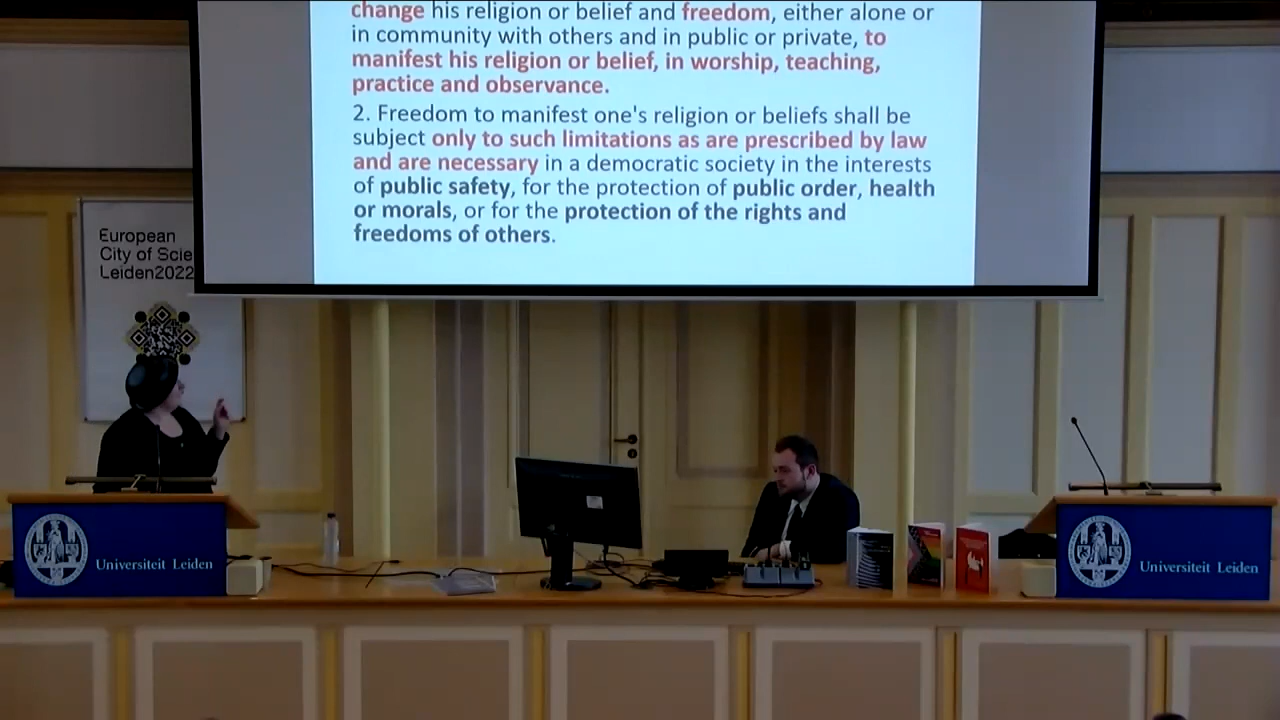 change his religion or belief and freedom, either alone or
in community with others and in public or private, to
manifest his religion or belief, in worship, teaching,
practice and observance.
2. Freedom to manifest one's religion or beliefs shall be
subject only to such limitations as are prescribed by law
and are necessary in a democratic society in the interests
of public safety, for the protection of public order, health
or morals, or for the protection of the rights and
freedoms of others.
European
City of Scie
Leiden2022
Universiteit Leiden
Universiteit Leiden